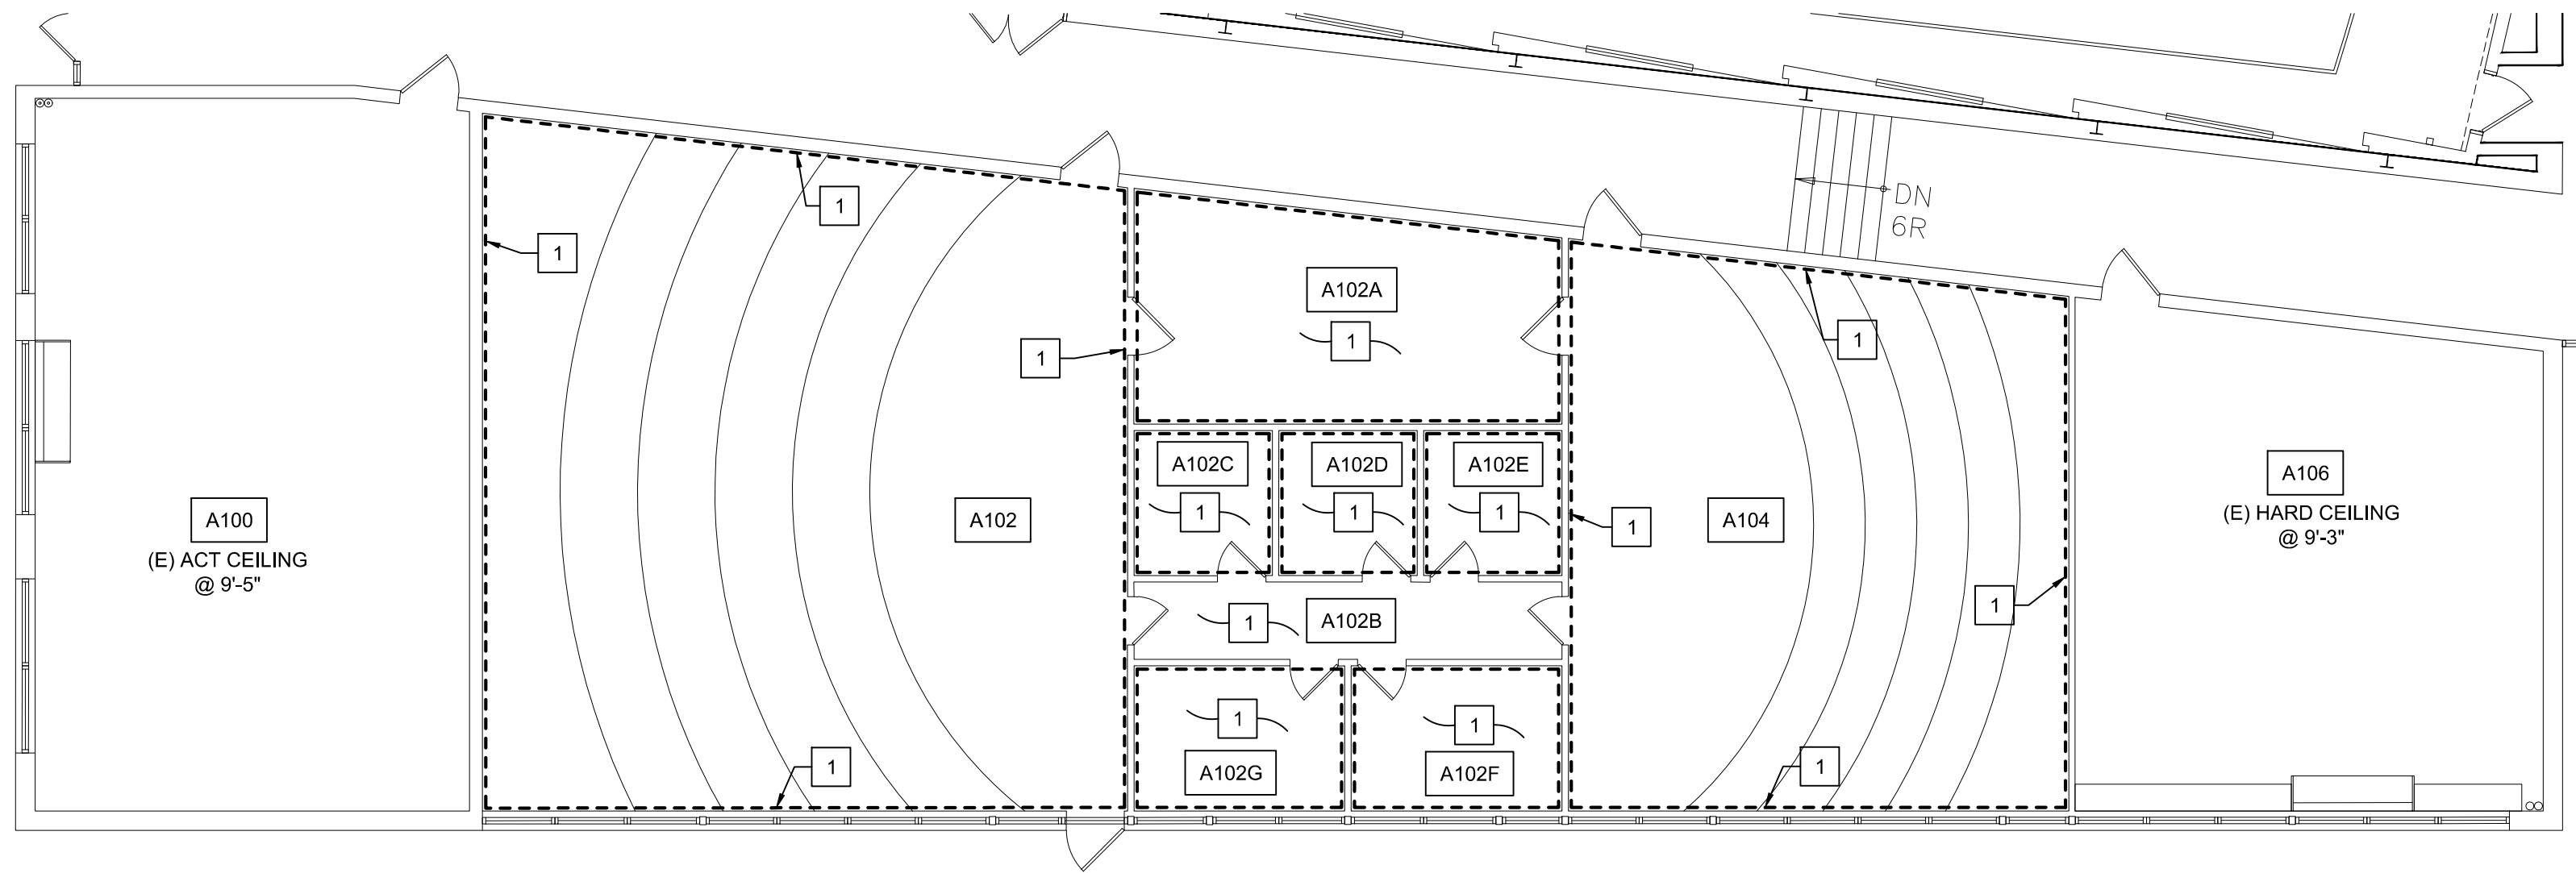 1
1
DN
6R
A102A
1
1
1
1
A102C
A102D
A102E
A106
(E) HARD CEILING
@ 9'-3"
A100
(E) ACT CEILING
@ 9'-5"
A102
1
1
1
1
A104
1
1
A102B
1
1
1
A102G
A102F
1
1